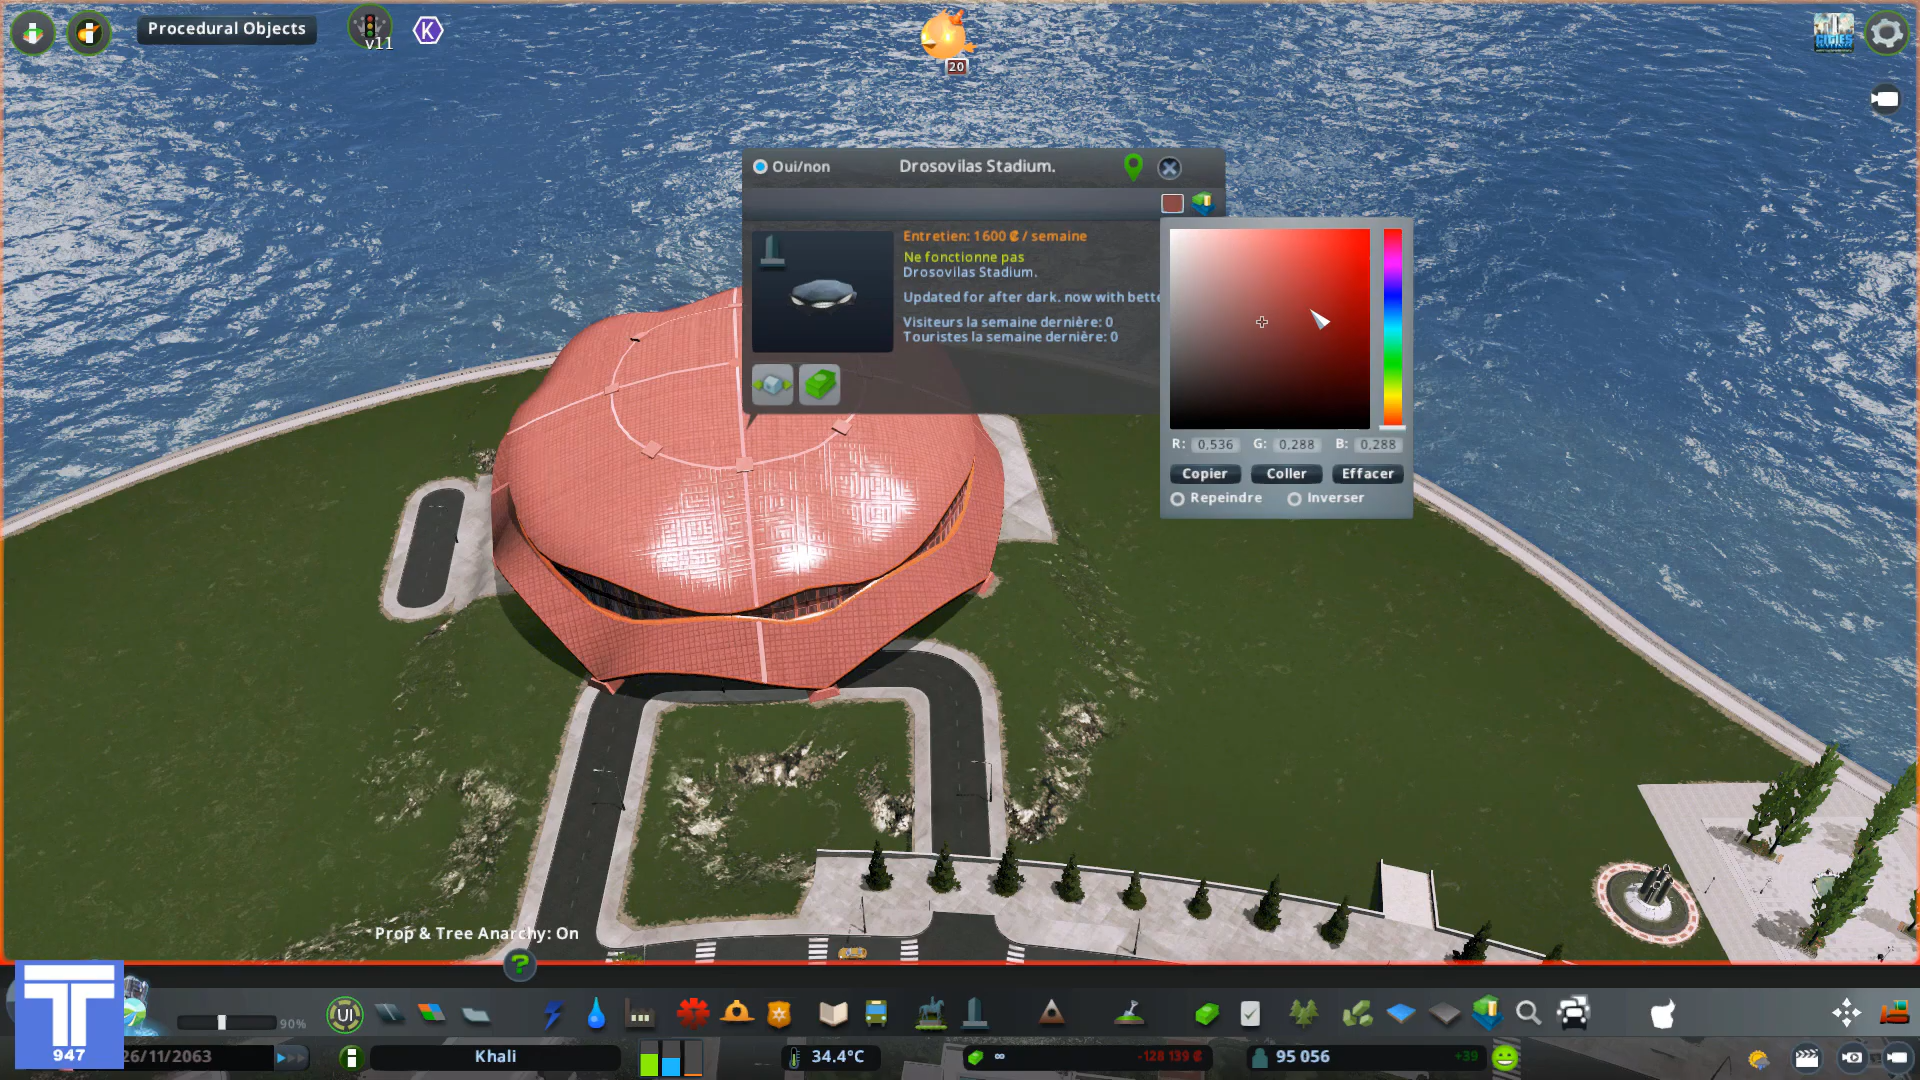 Procedural Objects
v11
K
20
Oui/non
Drosovilas Stadium.
Entretien: 1600 ₡ / semaine
Ne fonctionne pas
Drosovilas Stadium.
Updated for after dark. now with bette
Visiteurs la semaine dernière: 0
Touristes la semaine dernière: 0
R: 0,536 G: 0,288 B: 0,288
Copier Coller Effacer
Repeindre Inverser
Prop & Tree Anarchy: On
?
UI
90%
T
947
26/11/2063
Khali
34.4°C
∞
-128 139 ₡
95 056
+39